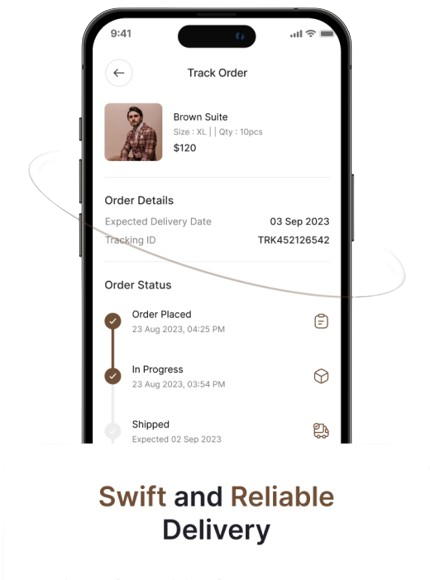 9:41
Track Order
Brown Suite
Size : XL | | Qty : 10pcs
$120
Order Details
Expected Delivery Date 03 Sep 2023
Tracking ID TRK452126542
Order Status
Order Placed
23 Aug 2023, 04:25 PM
In Progress
23 Aug 2023, 03:54 PM
Shipped
Expected 02 Sep 2023
Swift and Reliable
Delivery